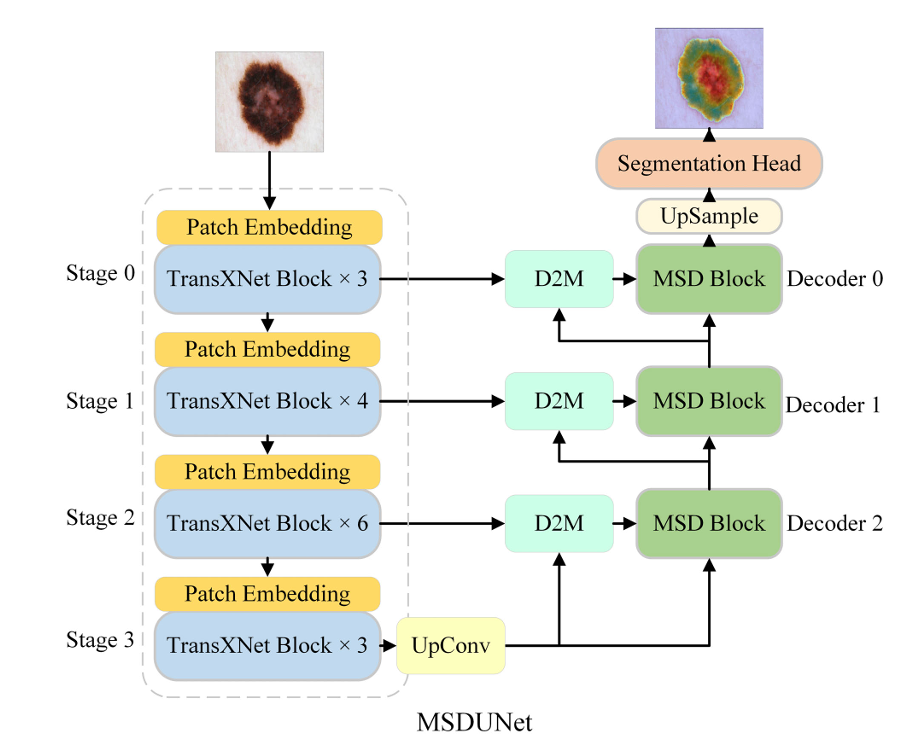 Segmentation Head
UpSample
Patch Embedding
Stage 0
TransXNet Block × 3
D2M
MSD Block
Decoder 0
Patch Embedding
Stage 1
TransXNet Block × 4
D2M
MSD Block
Decoder 1
Patch Embedding
Stage 2
TransXNet Block × 6
D2M
MSD Block
Decoder 2
Patch Embedding
Stage 3
TransXNet Block × 3
UpConv
MSDUNet